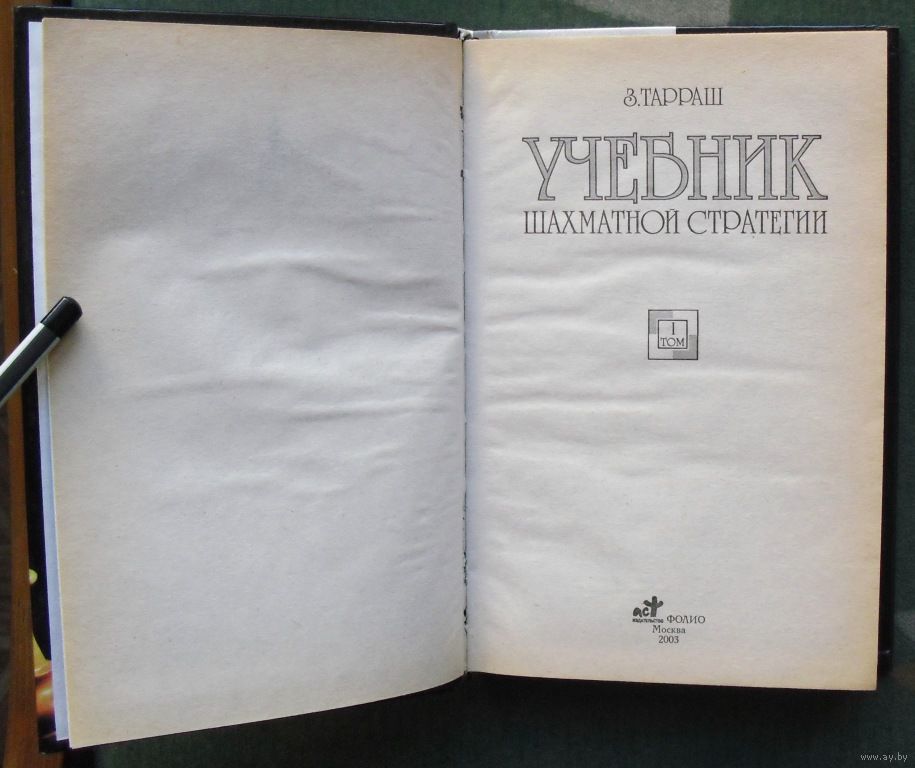 З. ТАРРАШ
УЧЕБНИК
ШАХМАТНОЙ СТРАТЕГИИ
I
ТОМ
аст
ИЗДАТЕЛЬСТВО ФОЛИО
Москва
2003
www.ay.by